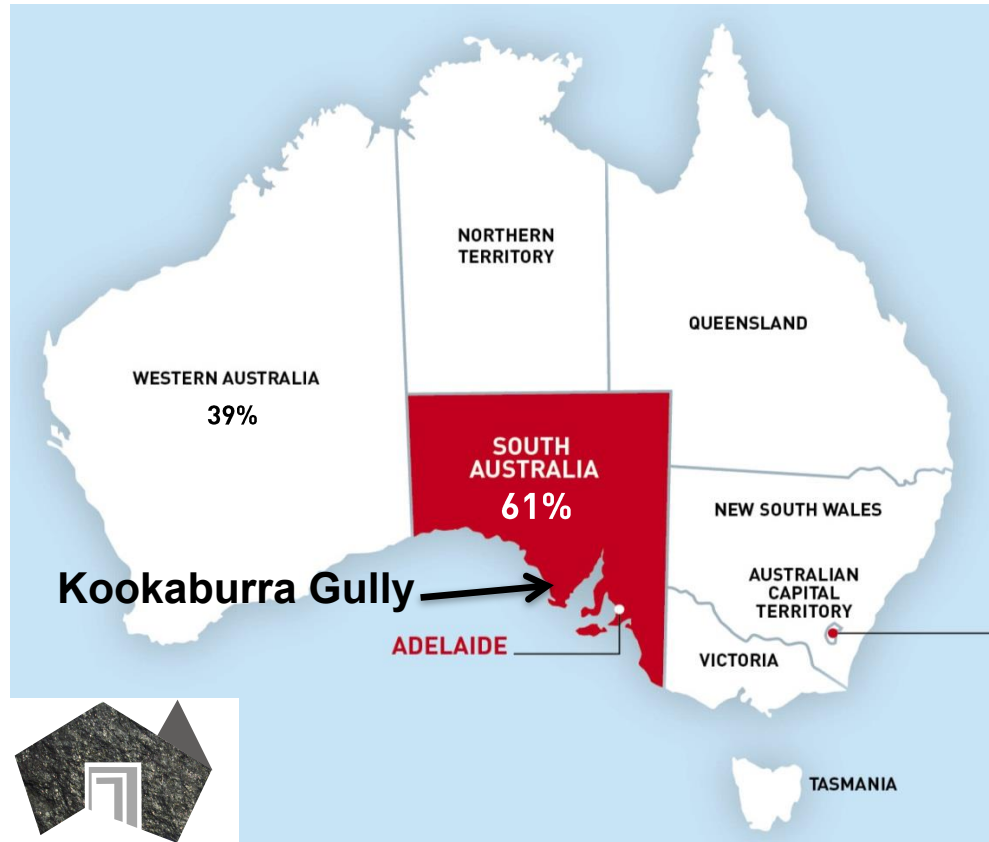 NORTHERN
TERRITORY
QUEENSLAND
WESTERN AUSTRALIA
39%
SOUTH
AUSTRALIA
61%
NEW SOUTH WALES
Kookaburra Gully
AUSTRALIAN
CAPITAL
TERRITORY
ADELAIDE
VICTORIA
TASMANIA